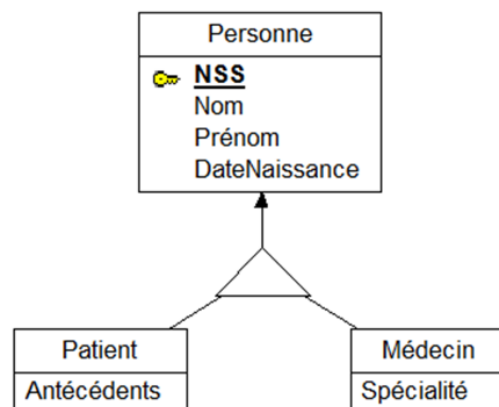 Personne
NSS
Nom
Prénom
DateNaissance
Patient
Antécédents
Médecin
Spécialité